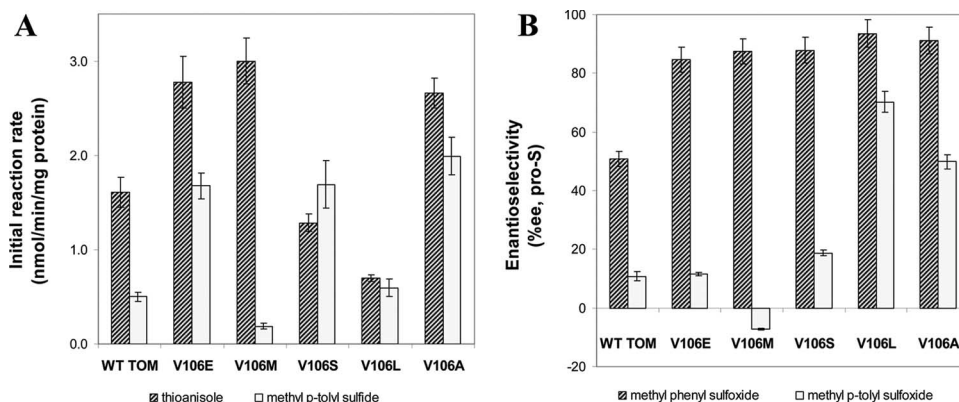 A
Initial reaction rate
(nmol/min/mg protein)
3.0
2.0
1.0
0.0
WT TOM V106E V106M V106S V106L V106A
thioanisole methyl p-tolyl sulfide
B
Enantioselectivity
(%ee, pro-S)
100
80
60
40
20
0
-20
WT TOM V106E V106M V106S V106L V106A
methyl phenyl sulfoxide methyl p-tolyl sulfoxide